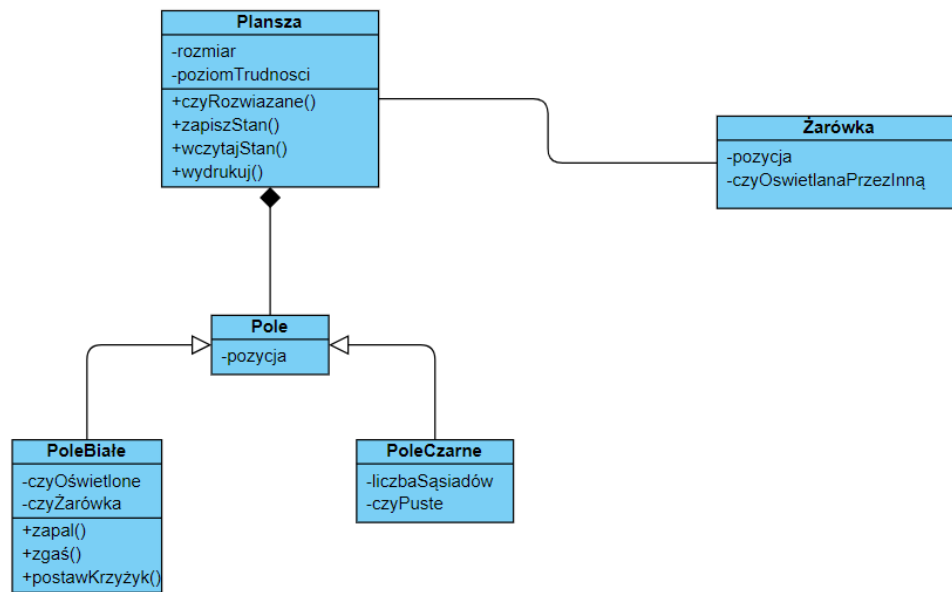 Plansza
-rozmiar
-poziomTrudnosci
+czyRozwiazane()
+zapiszStan()
+wczytajStan()
+wydrukuj()
Żarówka
-pozycja
-czyOswietlanaPrzezInną
Pole
-pozycja
PoleBiałe
-czyOświetlone
-czyŻarówka
+zapal()
+zgaś()
+postawKrzyżyk()
PoleCzarne
-liczbaSąsiadów
-czyPuste